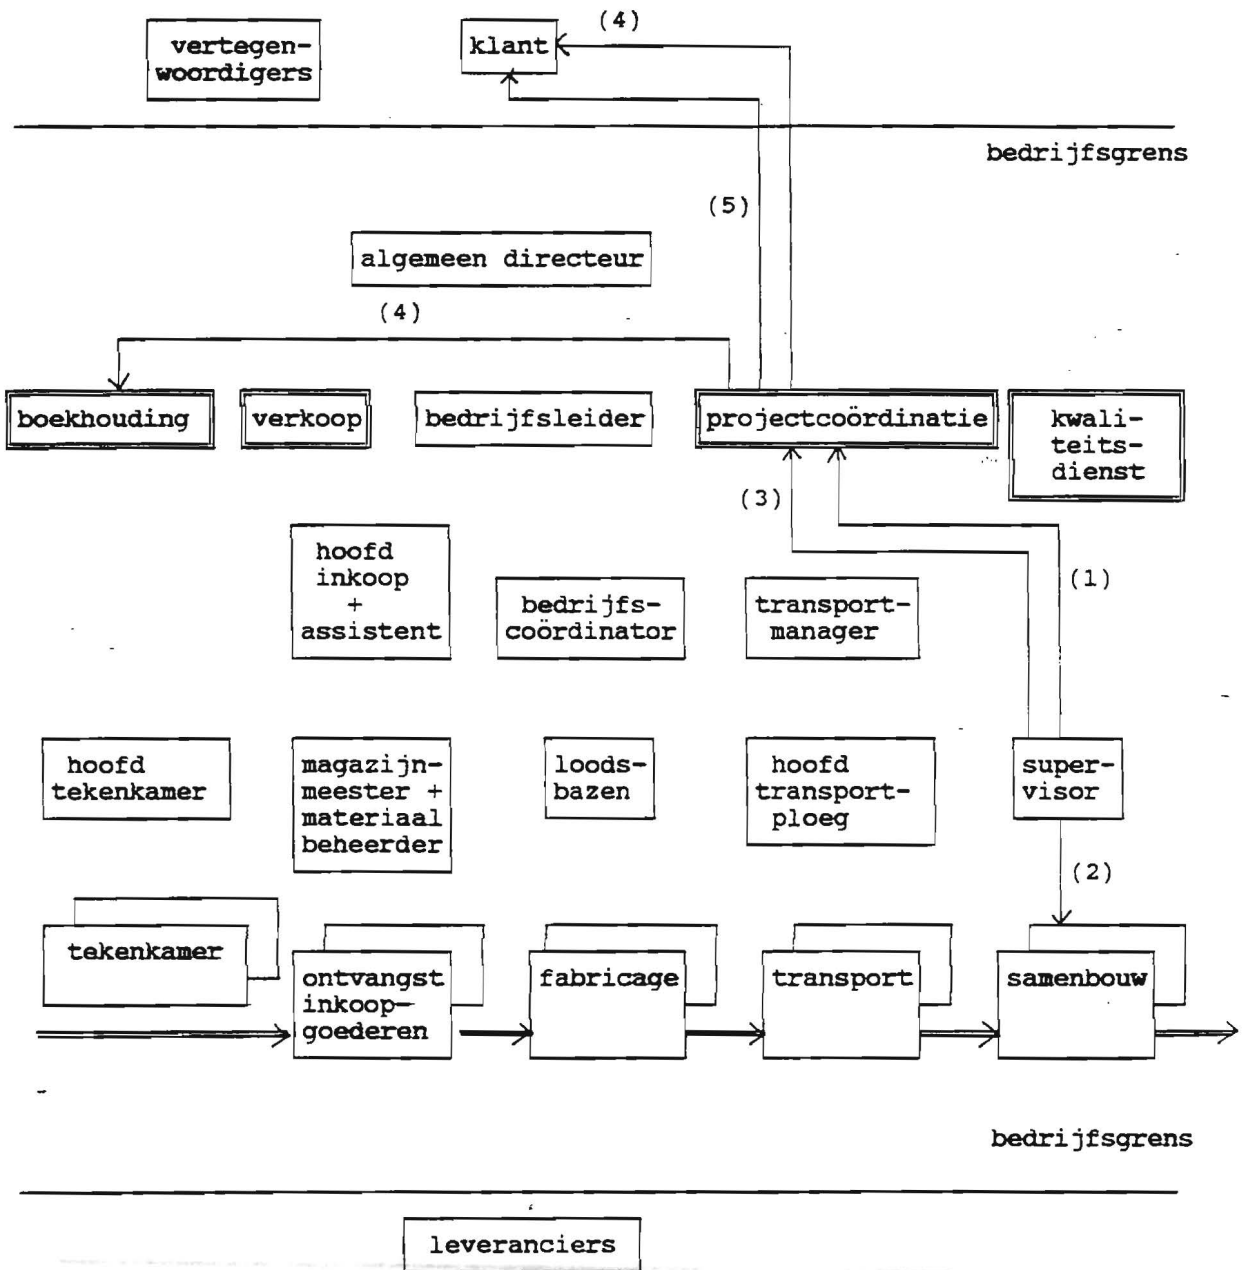 (4)
vertegen-
woordigers
klant
bedrijfsgrens
(5)
algemeen directeur
(4)
boekhouding
verkoop
bedrijfsleider
projectcoördinatie
kwali-
teits-
dienst
(3)
hoofd
inkoop
+
assistent
bedrijfs-
coördinator
transport-
manager
(1)
hoofd
tekenkamer
magazijn-
meester +
materiaal
beheerder
loods-
bazen
hoofd
transport-
ploeg
super-
visor
(2)
tekenkamer
ontvangst
inkoop-
goederen
fabricage
transport
samenbouw
bedrijfsgrens
leveranciers